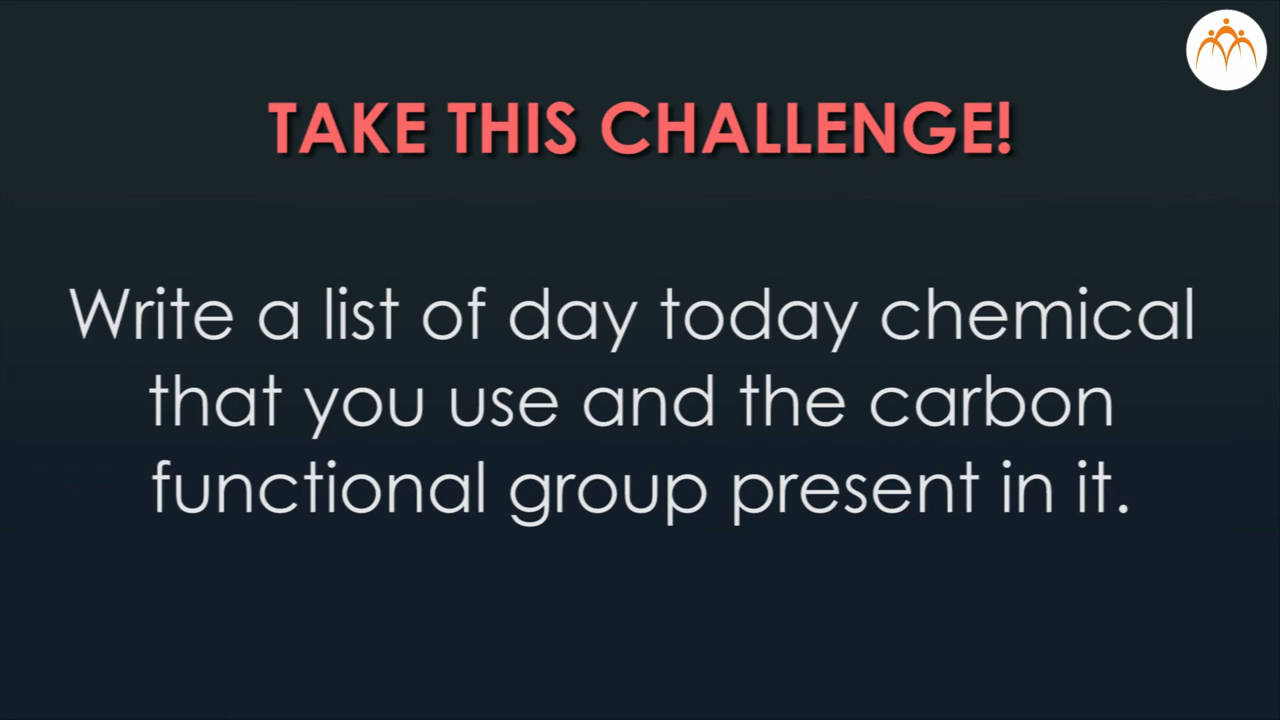 TAKE THIS CHALLENGE!
Write a list of day today chemical
that you use and the carbon
functional group present in it.